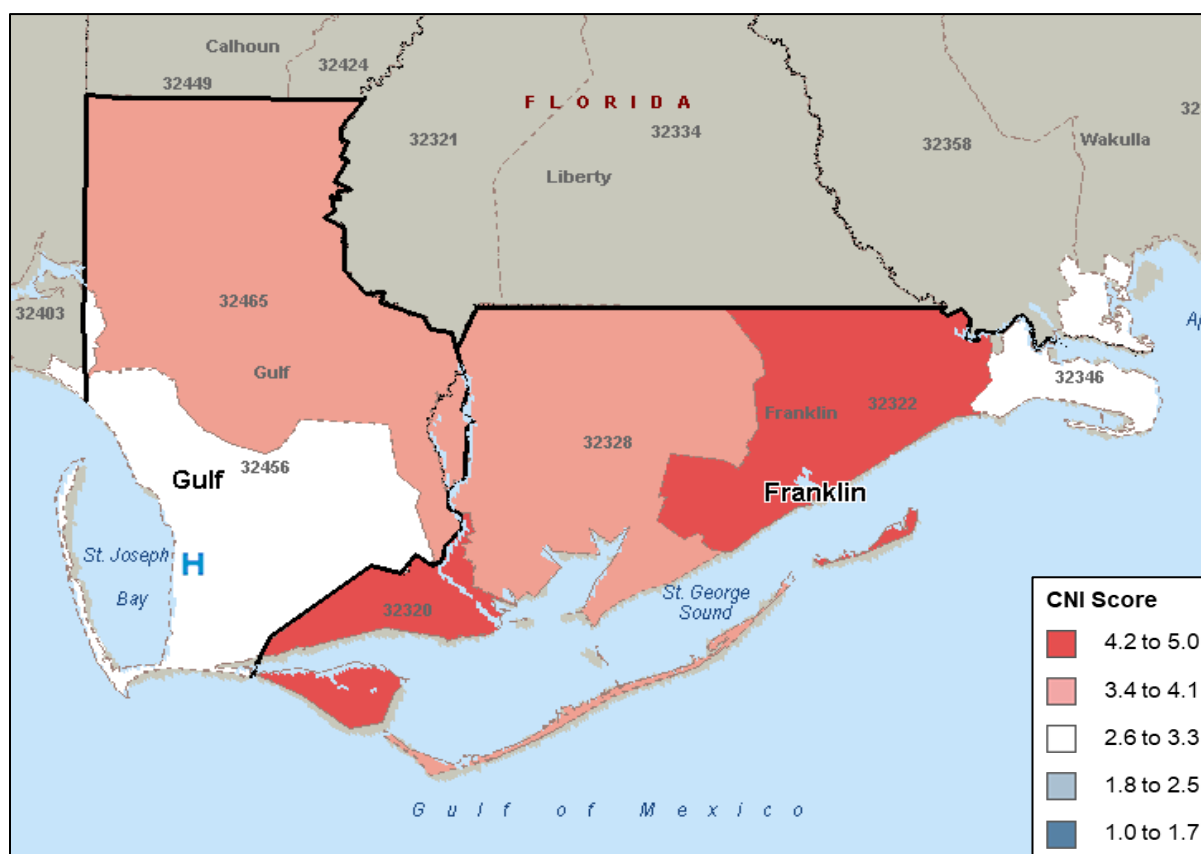 Calhoun
32424
32449
FLORIDA
32321
32334
32358
Wakulla
Liberty
32465
32403
Gulf
32346
Franklin
32322
32328
32456
Gulf
Franklin
St. Joseph
Bay
H
32320
St. George
Sound
Gulf of Mexico
CNI Score
4.2 to 5.0
3.4 to 4.1
2.6 to 3.3
1.8 to 2.5
1.0 to 1.7